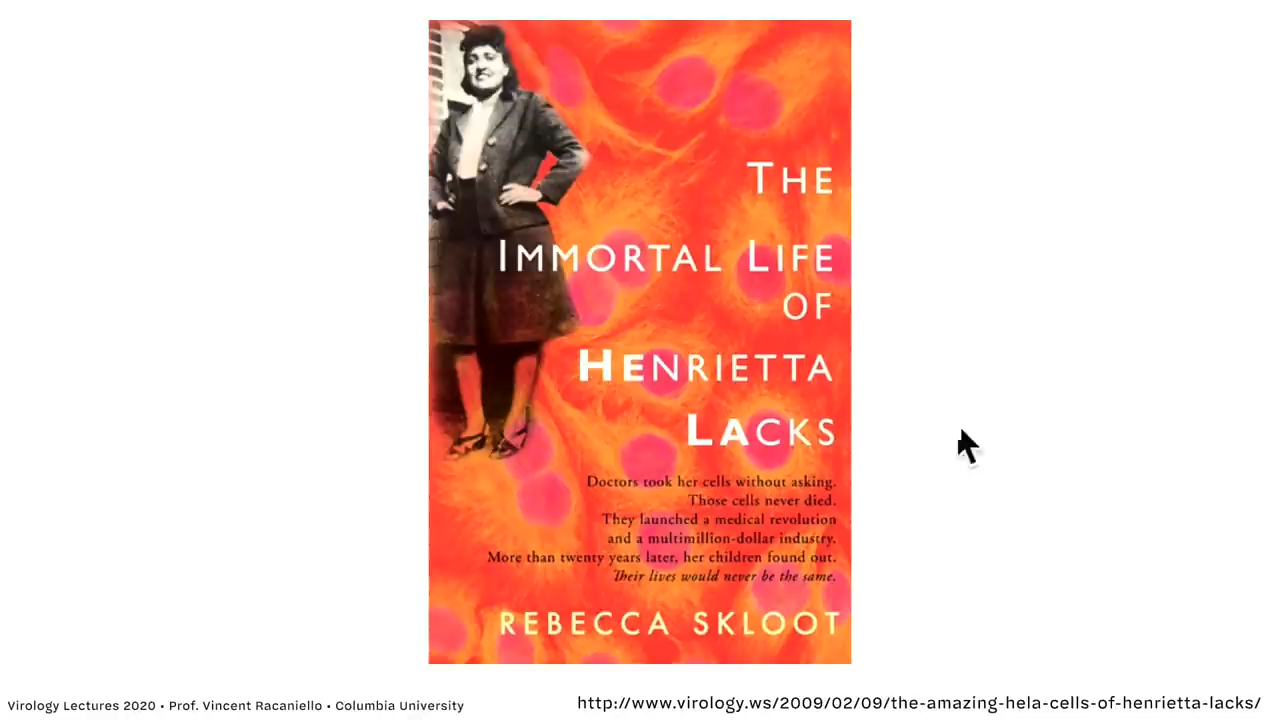 THE
IMMORTAL LIFE
OF
HENRIETTA
LACKS
Doctors took her cells without asking.
Those cells never died.
They launched a medical revolution
and a multimillion-dollar industry.
More than twenty years later, her children found out.
Their lives would never be the same.
REBECCA SKLOOT
Virology Lectures 2020 • Prof. Vincent Racaniello • Columbia University
http://www.virology.ws/2009/02/09/the-amazing-hela-cells-of-henrietta-lacks/